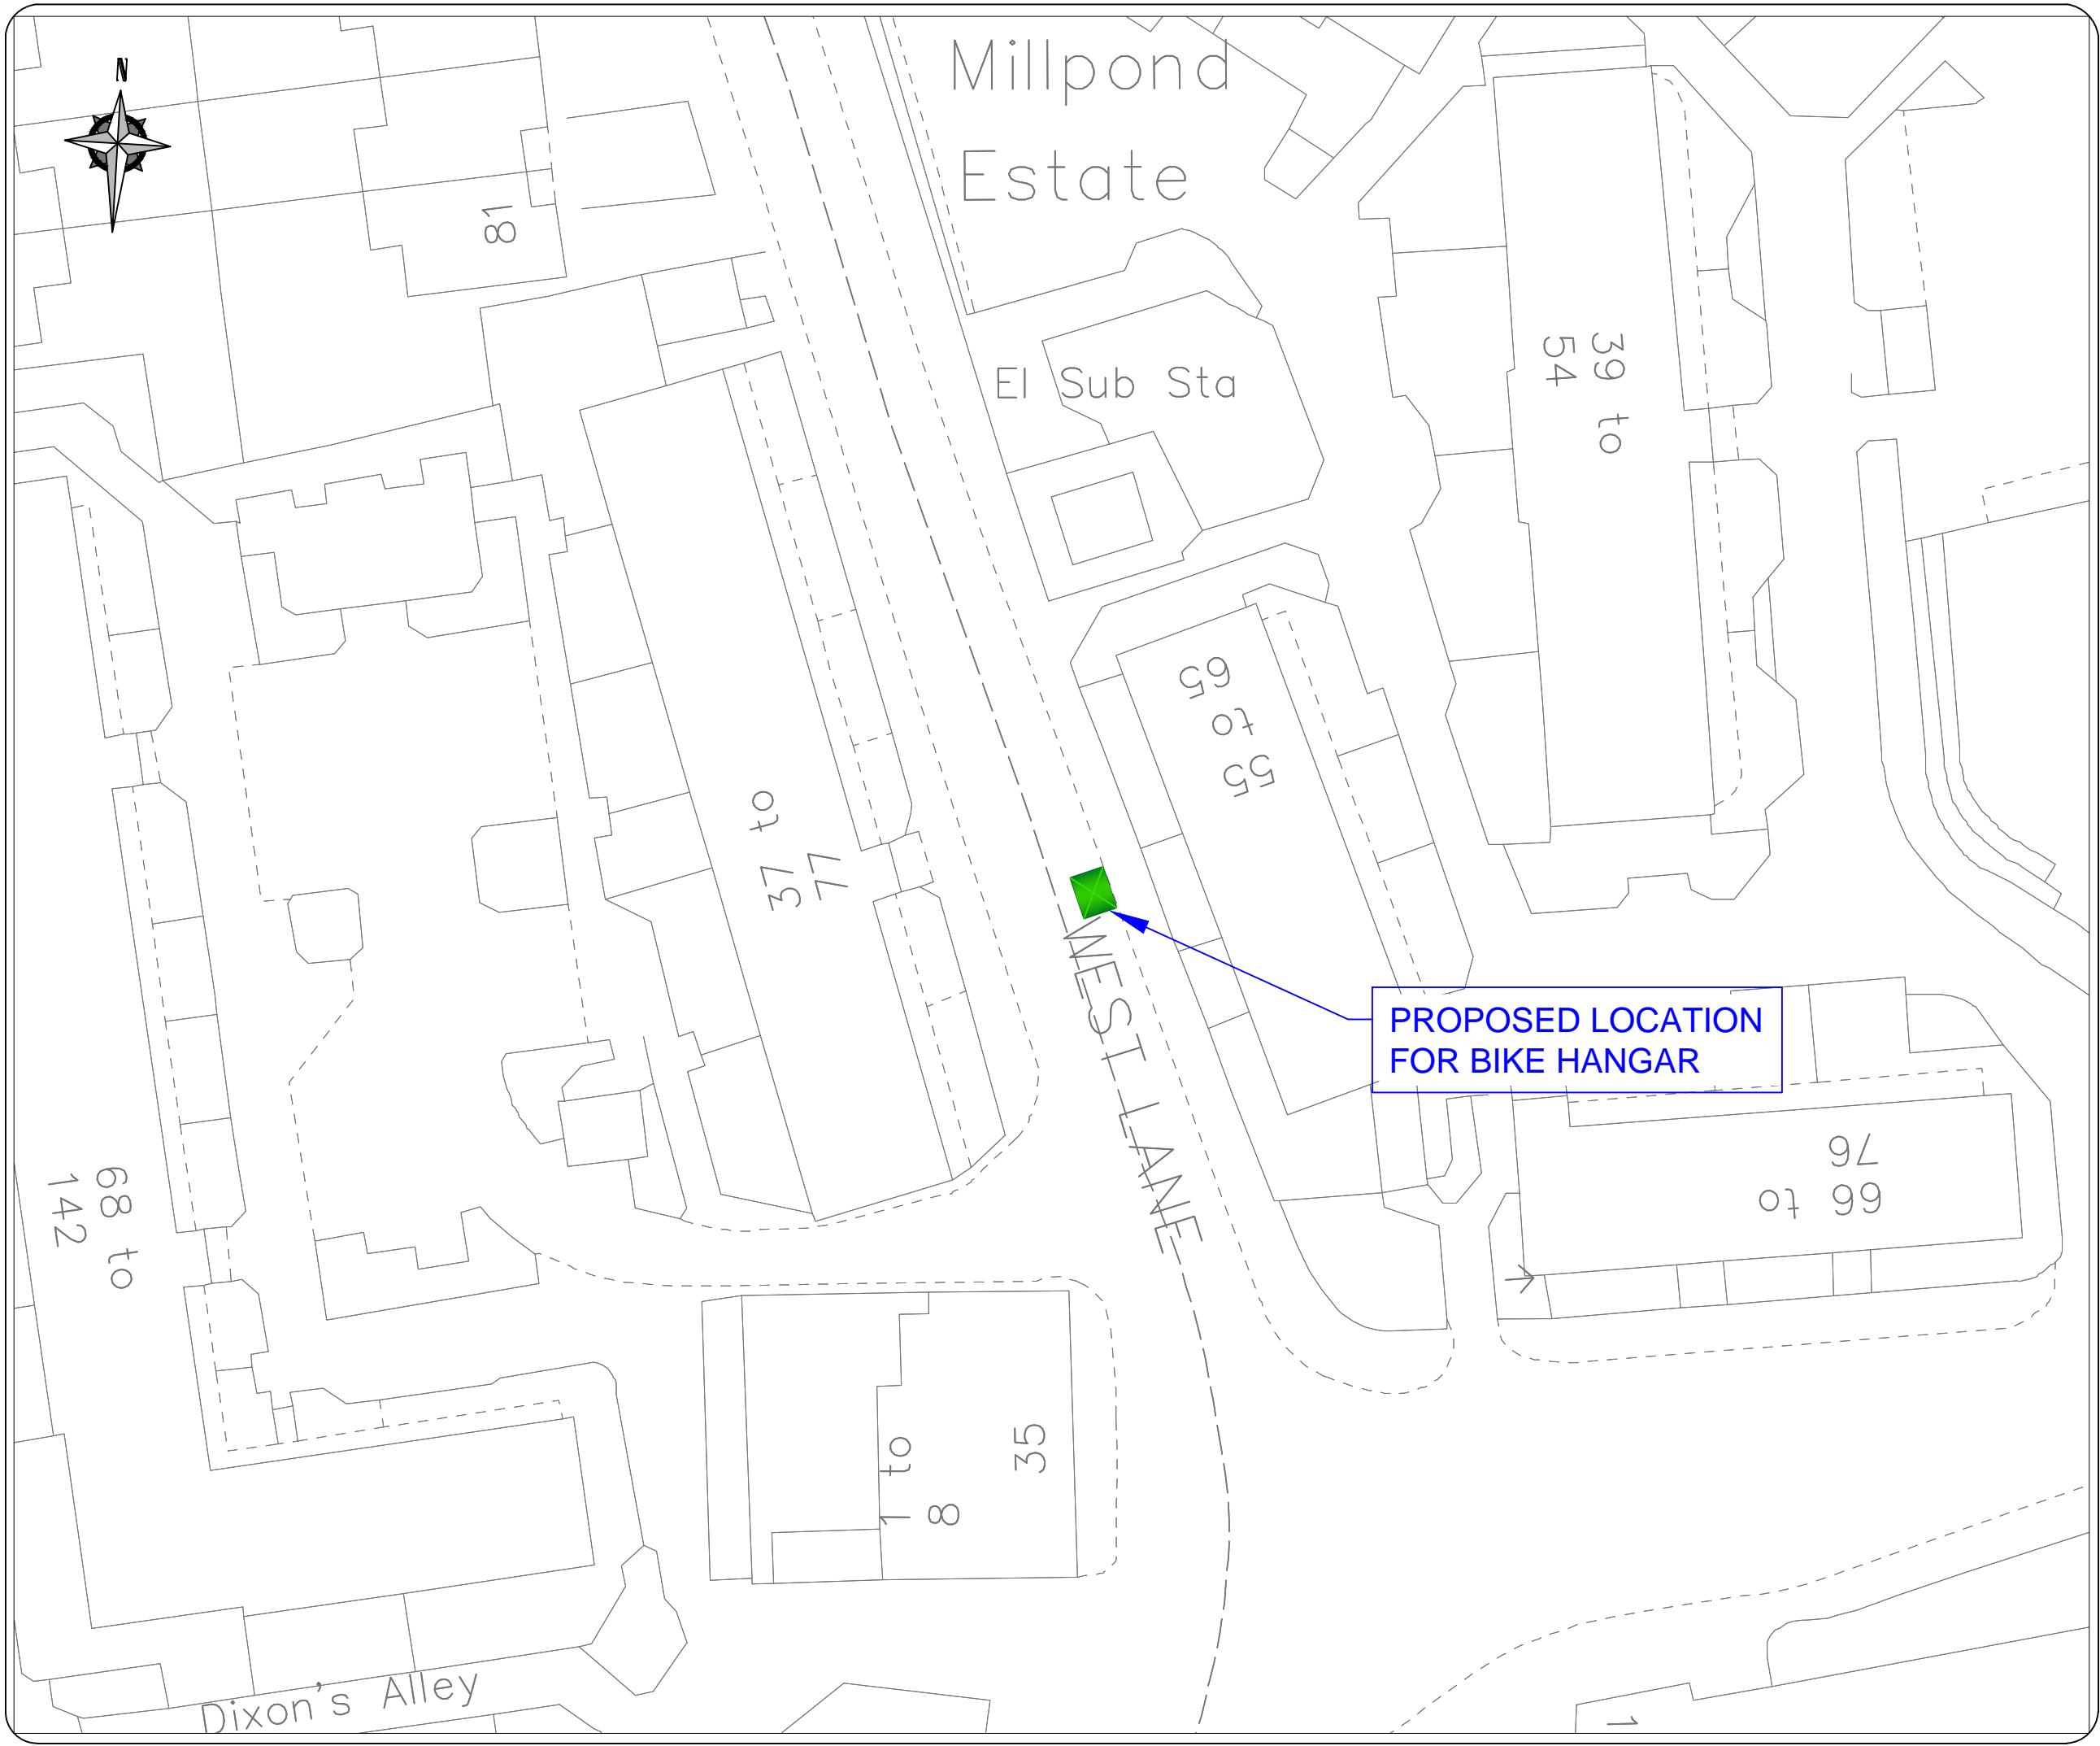 N
Millpond
Estate
18
El Sub Sta
39 to
54
55 to 65
37 to
77
WEST LANE
PROPOSED LOCATION
FOR BIKE HANGAR
68 to
142
66 to
76
1 to
8
35
Dixon's Alley
1